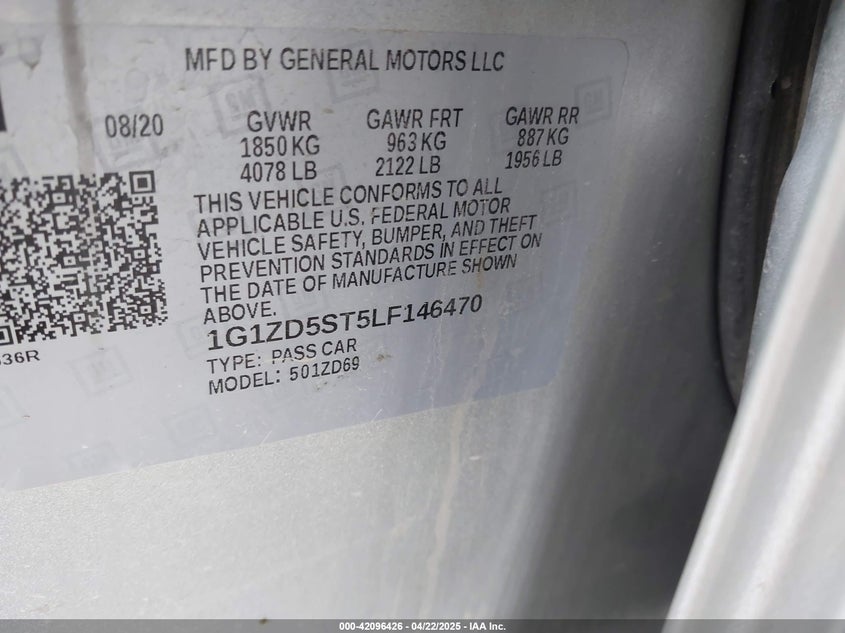 MFD BY GENERAL MOTORS LLC
08/20
GVWR GAWR FRT GAWR RR
1850 KG 963 KG 887 KG
4078 LB 2122 LB 1956 LB
THIS VEHICLE CONFORMS TO ALL
APPLICABLE U.S. FEDERAL MOTOR
VEHICLE SAFETY, BUMPER, AND THEFT
PREVENTION STANDARDS IN EFFECT ON
THE DATE OF MANUFACTURE SHOWN
ABOVE.
1G1ZD5ST5LF146470
TYPE: PASS CAR
MODEL: 501ZD69
36R
000-42096426 - 04/22/2025 - IAA Inc.